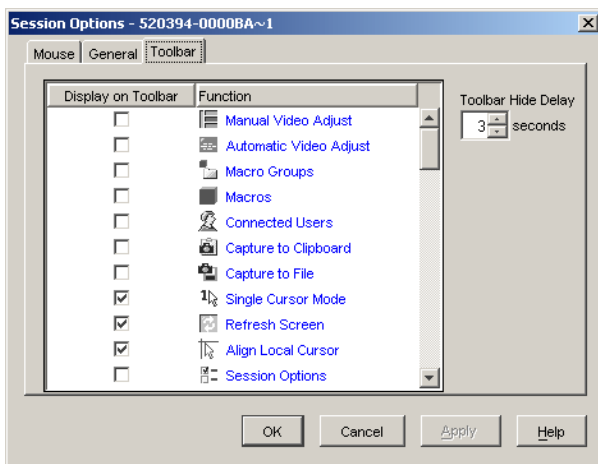 Session Options - 520394-0000BA~1
Mouse General Toolbar
Display on Toolbar Function
Toolbar Hide Delay
3 seconds
Manual Video Adjust
Automatic Video Adjust
Macro Groups
Macros
Connected Users
Capture to Clipboard
Capture to File
Single Cursor Mode
Refresh Screen
Align Local Cursor
Session Options
OK Cancel Apply Help